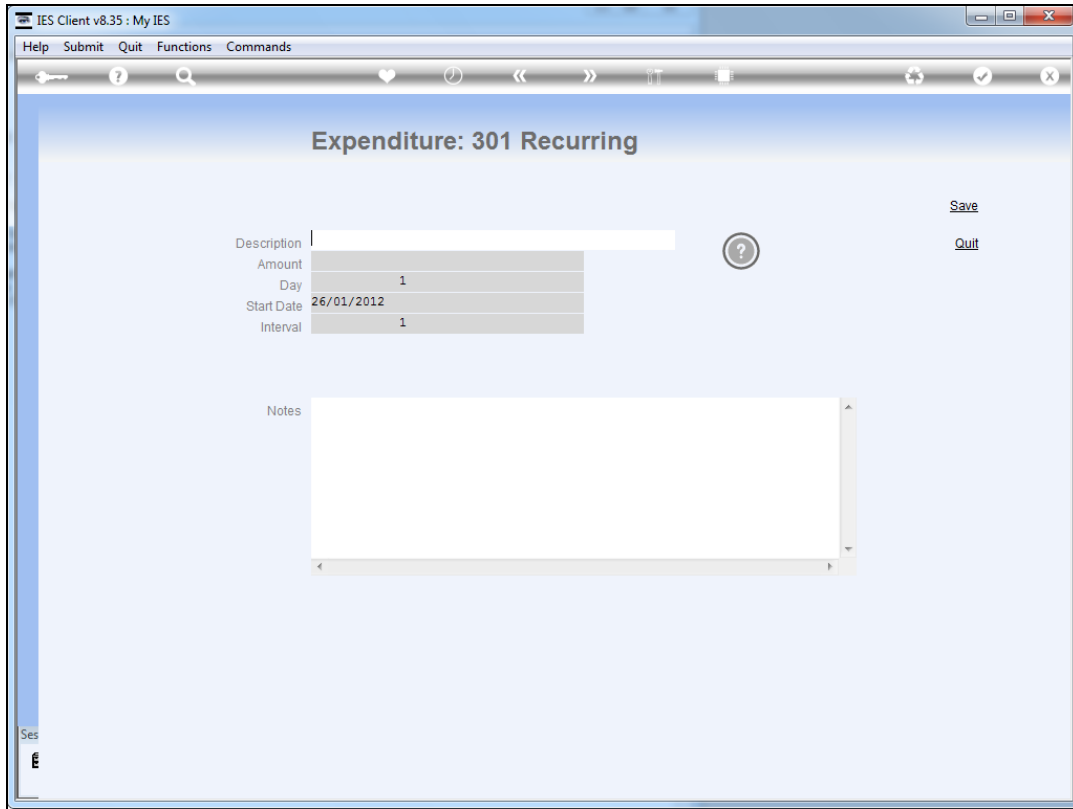 IES Client v8.35 : My IES
Help Submit Quit Functions Commands
Expenditure: 301 Recurring
Save
Description
Quit
Amount
Day 1
Start Date 26/01/2012
Interval 1
Notes
Ses